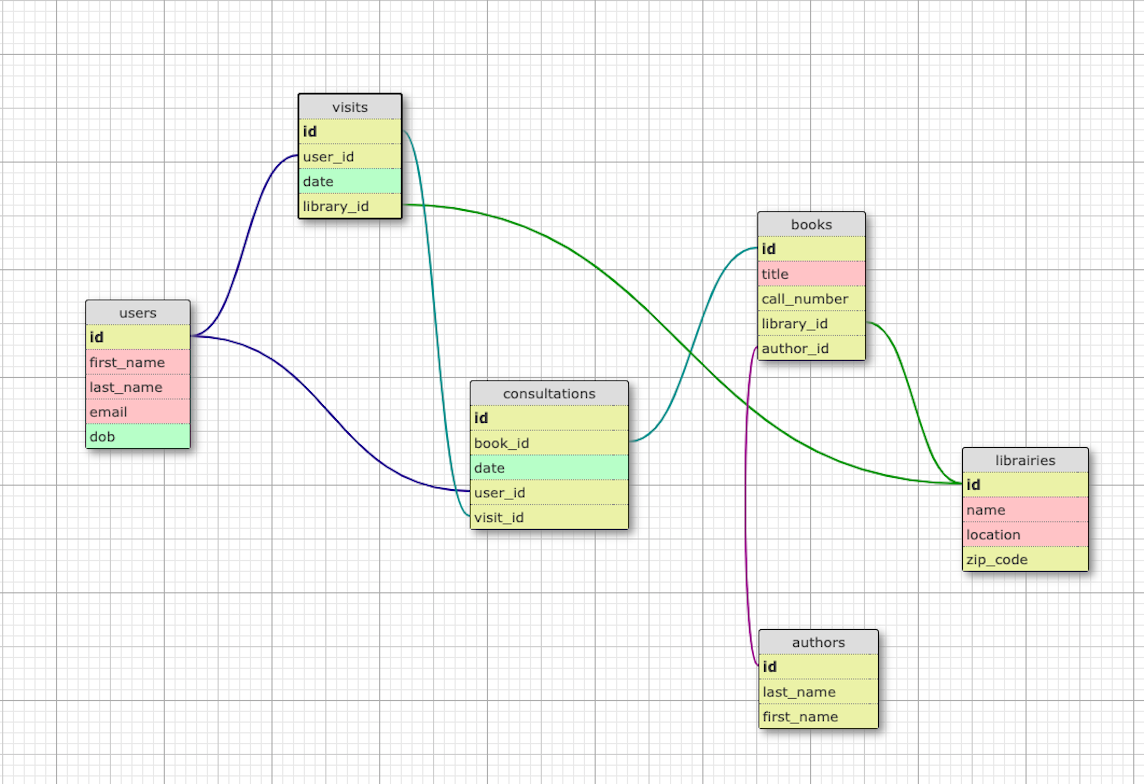 visits
id
user_id
date
library_id
users
id
first_name
last_name
email
dob
consultations
id
book_id
date
user_id
visit_id
books
id
title
call_number
library_id
author_id
librairies
id
name
location
zip_code
authors
id
last_name
first_name